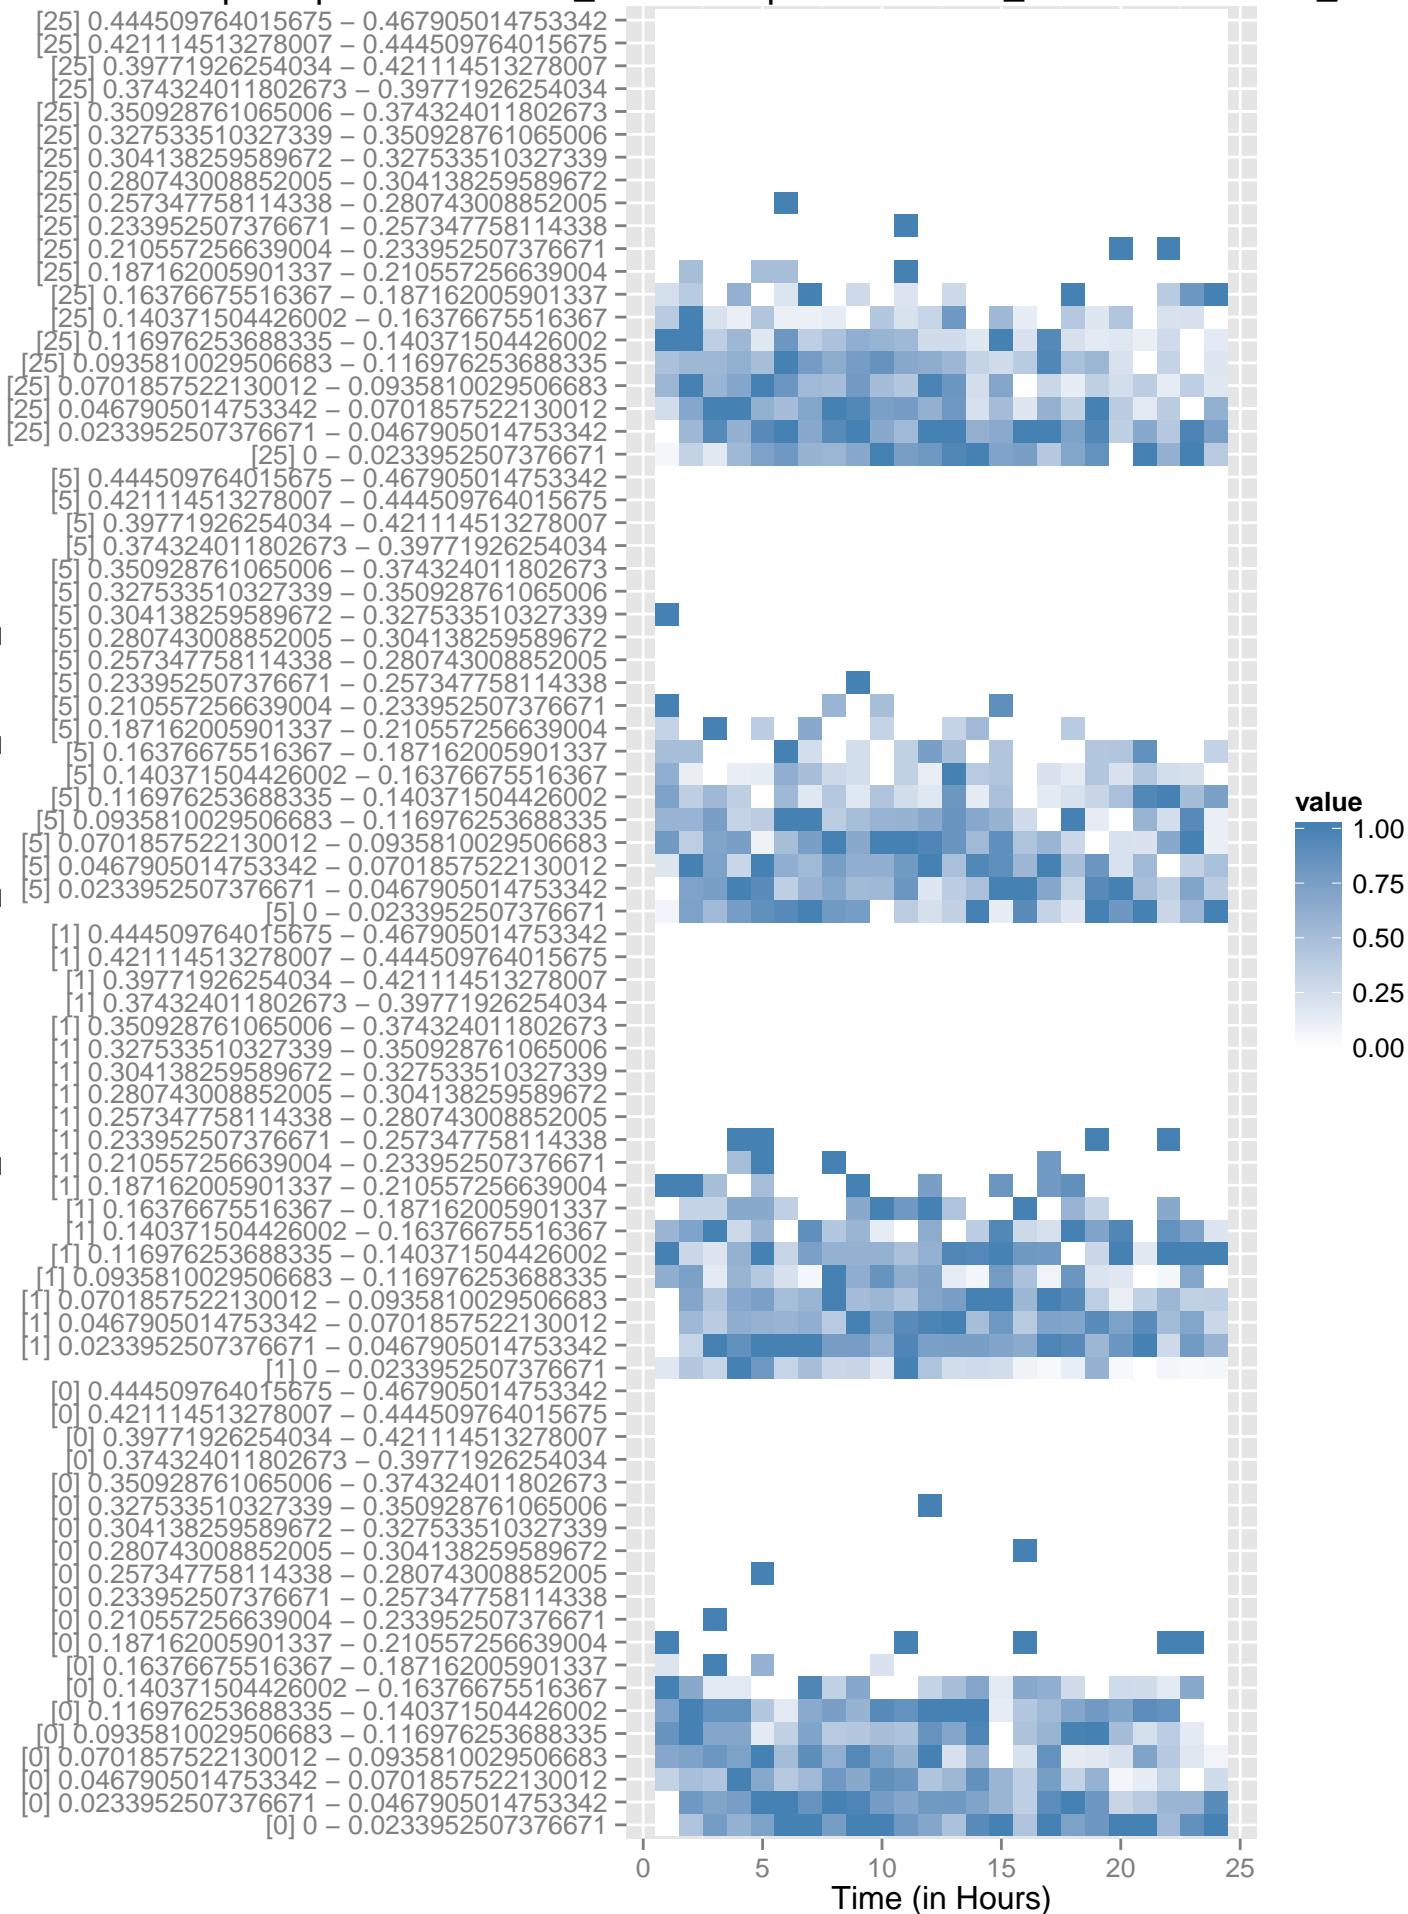 [25] 0.444509764015675 – 0.467905014753342
[25] 0.421114513278007 – 0.444509764015675
[25] 0.39771926254034 – 0.421114513278007
[25] 0.374324011802673 – 0.39771926254034
[25] 0.350928761065006 – 0.374324011802673
[25] 0.327533510327339 – 0.350928761065006
[25] 0.304138259589672 – 0.327533510327339
[25] 0.280743008852005 – 0.304138259589672
[25] 0.257347758114338 – 0.280743008852005
[25] 0.233952507376671 – 0.257347758114338
[25] 0.210557256639004 – 0.233952507376671
[25] 0.187162005901337 – 0.210557256639004
[25] 0.16376675516367 – 0.187162005901337
[25] 0.140371504426002 – 0.16376675516367
[25] 0.116976253688335 – 0.140371504426002
[25] 0.0935810029506683 – 0.116976253688335
[25] 0.0701857522130012 – 0.0935810029506683
[25] 0.0467905014753342 – 0.0701857522130012
[25] 0.0233952507376671 – 0.0467905014753342
[25] 0 – 0.0233952507376671
[5] 0.444509764015675 – 0.467905014753342
[5] 0.421114513278007 – 0.444509764015675
[5] 0.39771926254034 – 0.421114513278007
[5] 0.374324011802673 – 0.39771926254034
[5] 0.350928761065006 – 0.374324011802673
[5] 0.327533510327339 – 0.350928761065006
[5] 0.304138259589672 – 0.327533510327339
[5] 0.280743008852005 – 0.304138259589672
[5] 0.257347758114338 – 0.280743008852005
[5] 0.233952507376671 – 0.257347758114338
[5] 0.210557256639004 – 0.233952507376671
[5] 0.187162005901337 – 0.210557256639004
[5] 0.16376675516367 – 0.187162005901337
[5] 0.140371504426002 – 0.16376675516367
[5] 0.116976253688335 – 0.140371504426002
[5] 0.0935810029506683 – 0.116976253688335
[5] 0.0701857522130012 – 0.0935810029506683
[5] 0.0467905014753342 – 0.0701857522130012
[5] 0.0233952507376671 – 0.0467905014753342
[5] 0 – 0.0233952507376671
[1] 0.444509764015675 – 0.467905014753342
[1] 0.421114513278007 – 0.444509764015675
[1] 0.39771926254034 – 0.421114513278007
[1] 0.374324011802673 – 0.39771926254034
[1] 0.350928761065006 – 0.374324011802673
[1] 0.327533510327339 – 0.350928761065006
[1] 0.304138259589672 – 0.327533510327339
[1] 0.280743008852005 – 0.304138259589672
[1] 0.257347758114338 – 0.280743008852005
[1] 0.233952507376671 – 0.257347758114338
[1] 0.210557256639004 – 0.233952507376671
[1] 0.187162005901337 – 0.210557256639004
[1] 0.16376675516367 – 0.187162005901337
[1] 0.140371504426002 – 0.16376675516367
[1] 0.116976253688335 – 0.140371504426002
[1] 0.0935810029506683 – 0.116976253688335
[1] 0.0701857522130012 – 0.0935810029506683
[1] 0.0467905014753342 – 0.0701857522130012
[1] 0.0233952507376671 – 0.0467905014753342
[1] 0 – 0.0233952507376671
[0] 0.444509764015675 – 0.467905014753342
[0] 0.421114513278007 – 0.444509764015675
[0] 0.39771926254034 – 0.421114513278007
[0] 0.374324011802673 – 0.39771926254034
[0] 0.350928761065006 – 0.374324011802673
[0] 0.327533510327339 – 0.350928761065006
[0] 0.304138259589672 – 0.327533510327339
[0] 0.280743008852005 – 0.304138259589672
[0] 0.257347758114338 – 0.280743008852005
[0] 0.233952507376671 – 0.257347758114338
[0] 0.210557256639004 – 0.233952507376671
[0] 0.187162005901337 – 0.210557256639004
[0] 0.16376675516367 – 0.187162005901337
[0] 0.140371504426002 – 0.16376675516367
[0] 0.116976253688335 – 0.140371504426002
[0] 0.0935810029506683 – 0.116976253688335
[0] 0.0701857522130012 – 0.0935810029506683
[0] 0.0467905014753342 – 0.0701857522130012
[0] 0.0233952507376671 – 0.0467905014753342
[0] 0 – 0.0233952507376671
0 5 10 15 20 25
Time (in Hours)
value
1.00
0.75
0.50
0.25
0.00